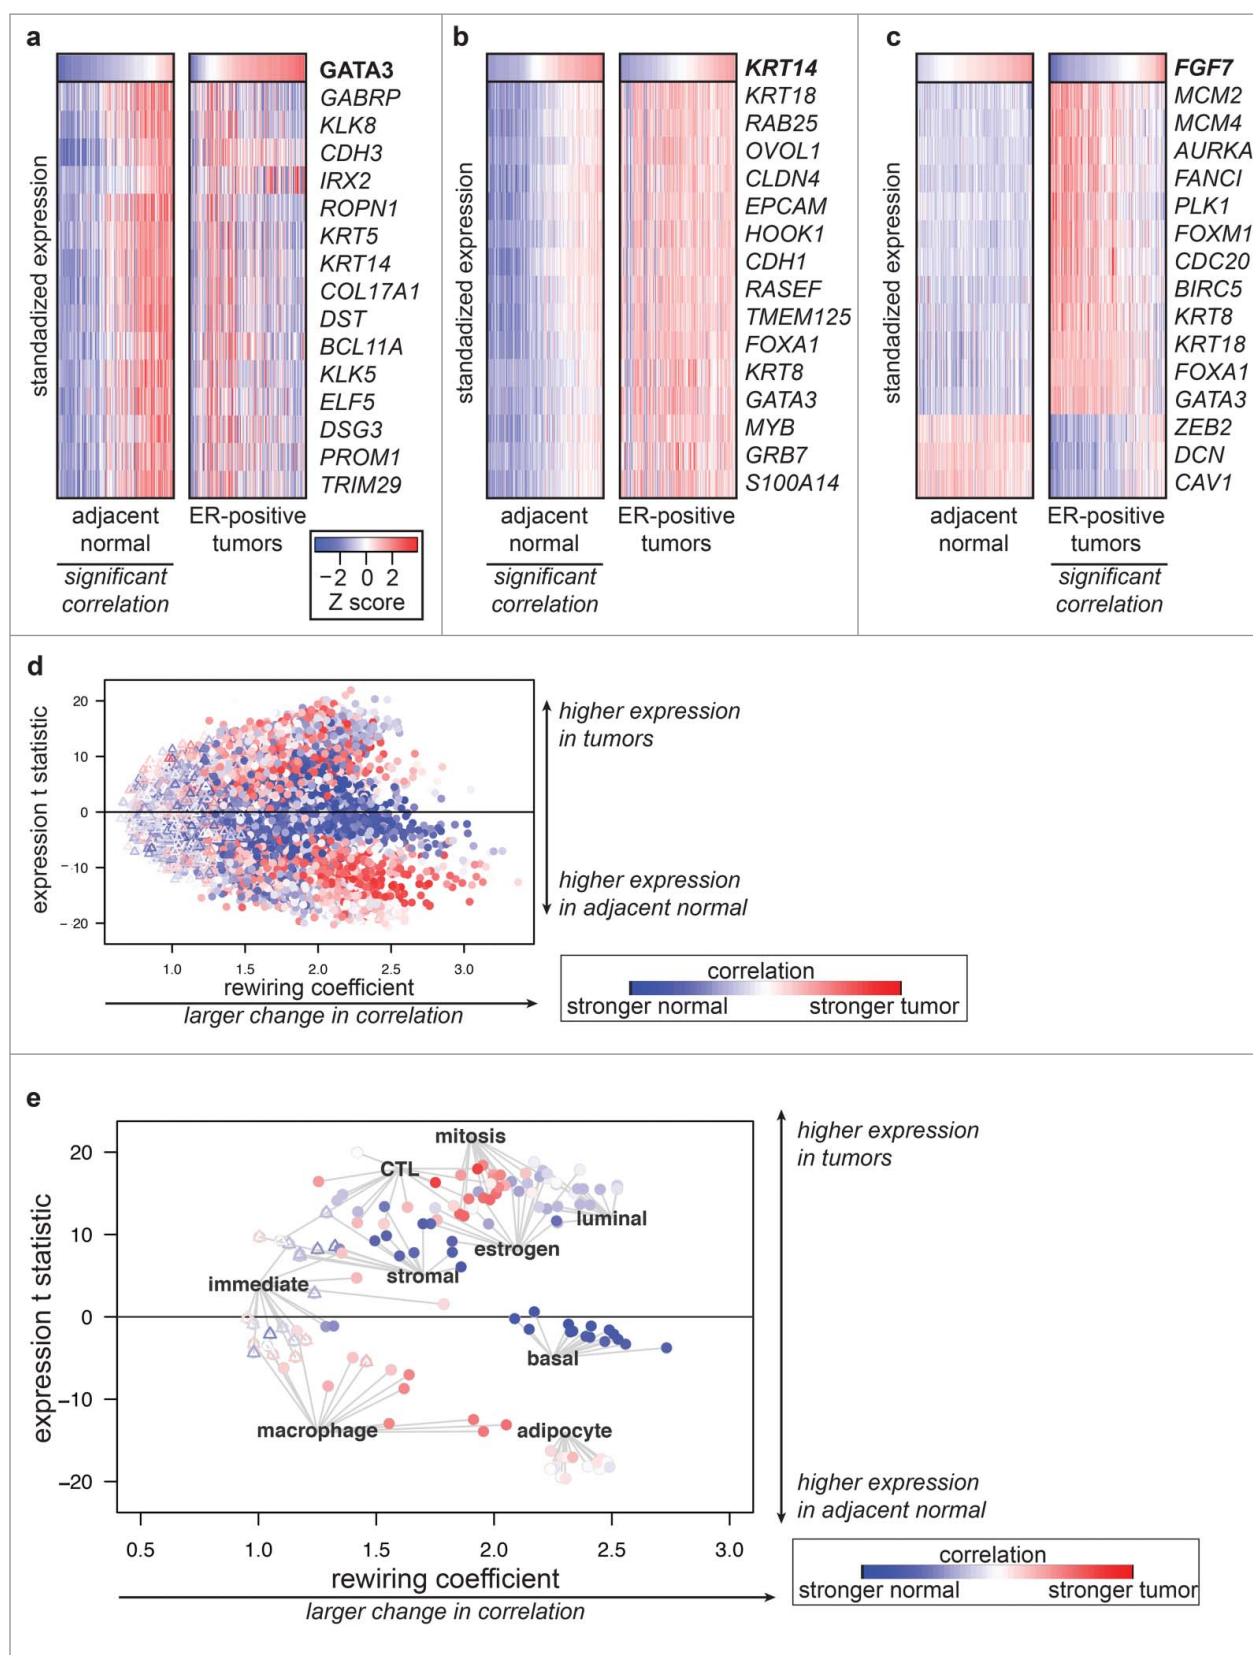 a
GATA3
GABRP
KLK8
CDH3
IRX2
ROPN1
KRT5
KRT14
COL17A1
DST
BCL11A
KLK5
ELF5
DSG3
PROM1
TRIM29
standadized expression
adjacent normal
ER-positive tumors
significant correlation
−2 0 2
Z score
b
KRT14
KRT18
RAB25
OVOL1
CLDN4
EPCAM
HOOK1
CDH1
RASEF
TMEM125
FOXA1
KRT8
GATA3
MYB
GRB7
S100A14
standadized expression
adjacent normal
ER-positive tumors
significant correlation
c
FGF7
MCM2
MCM4
AURKA
FANCI
PLK1
FOXM1
CDC20
BIRC5
KRT8
KRT18
FOXA1
GATA3
ZEB2
DCN
CAV1
standadized expression
adjacent normal
ER-positive tumors
significant correlation
d
expression t statistic
20
10
0
−10
−20
1.0 1.5 2.0 2.5 3.0
rewiring coefficient
larger change in correlation
higher expression
in tumors
higher expression
in adjacent normal
correlation
stronger normal stronger tumor
e
expression t statistic
20
10
0
−10
−20
mitosis
CTL
luminal
estrogen
stromal
immediate
basal
macrophage
adipocyte
0.5 1.0 1.5 2.0 2.5 3.0
rewiring coefficient
larger change in correlation
higher expression
in tumors
higher expression
in adjacent normal
correlation
stronger normal stronger tumor